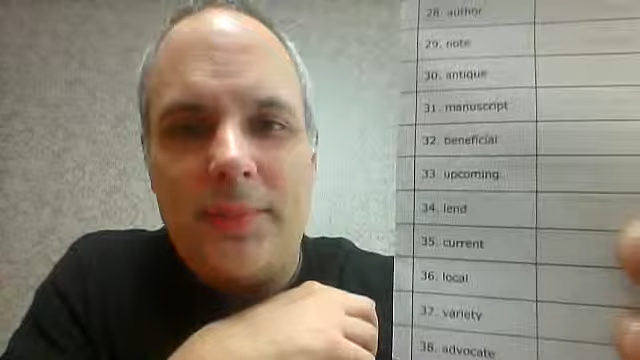 28. author
29. note
30. antique
31. manuscript
32. beneficial
33. upcoming
34. lend
35. current
36. local
37. variety
38. advocate